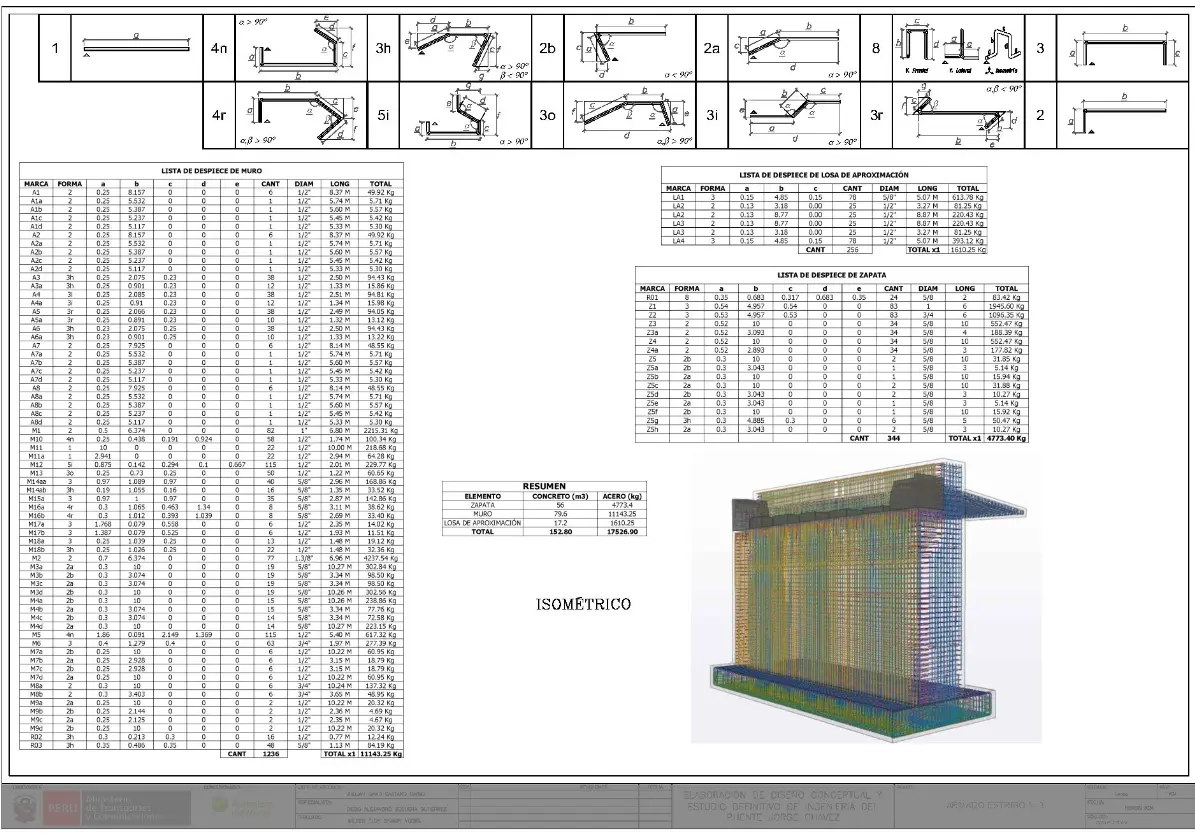 1 4n 3h 2b 2a 8 3
α > 90°
α > 90°
β < 90°
α < 90°
α > 90°
V. Frontal V. Lateral Isometría
4r 5i 3o 3i 3r 2
α,β > 90°
α > 90°
α,β > 90°
α > 90°
α,β < 90°
LISTA DE DESPIECE DE MURO
MARCA FORMA a b c d e CANT DIAM LONG TOTAL
A1 2 0.25 8.157 0 0 0 6 1/2" 8.37 M 49.92 Kg
A1a 2 0.25 5.532 0 0 0 1 1/2" 5.74 M 5.71 Kg
A1b 2 0.25 5.387 0 0 0 1 1/2" 5.60 M 5.57 Kg
A1c 2 0.25 5.237 0 0 0 1 1/2" 5.45 M 5.42 Kg
A1d 2 0.25 5.117 0 0 0 1 1/2" 5.33 M 5.30 Kg
A2 2 0.25 8.157 0 0 0 6 1/2" 8.37 M 49.92 Kg
A2a 2 0.25 5.532 0 0 0 1 1/2" 5.74 M 5.71 Kg
A2b 2 0.25 5.387 0 0 0 1 1/2" 5.60 M 5.57 Kg
A2c 2 0.25 5.237 0 0 0 1 1/2" 5.45 M 5.42 Kg
A2d 2 0.25 5.117 0 0 0 1 1/2" 5.33 M 5.30 Kg
A3 3h 0.25 2.075 0.23 0 0 38 1/2" 2.50 M 94.43 Kg
A3a 3h 0.25 0.901 0.23 0 0 12 1/2" 1.33 M 15.86 Kg
A4 3i 0.25 2.085 0.23 0 0 38 1/2" 2.51 M 94.81 Kg
A4a 3i 0.25 0.91 0.23 0 0 12 1/2" 1.34 M 15.98 Kg
A5 3r 0.25 2.066 0.23 0 0 38 1/2" 2.49 M 94.05 Kg
A5a 3r 0.25 0.891 0.23 0 0 10 1/2" 1.32 M 13.12 Kg
A6 3h 0.23 2.075 0.25 0 0 38 1/2" 2.50 M 94.43 Kg
A6a 3h 0.23 0.901 0.25 0 0 10 1/2" 1.33 M 13.22 Kg
A7 2 0.25 7.925 0 0 0 6 1/2" 8.14 M 48.55 Kg
A7a 2 0.25 5.532 0 0 0 1 1/2" 5.74 M 5.71 Kg
A7b 2 0.25 5.387 0 0 0 1 1/2" 5.60 M 5.57 Kg
A7c 2 0.25 5.237 0 0 0 1 1/2" 5.45 M 5.42 Kg
A7d 2 0.25 5.117 0 0 0 1 1/2" 5.33 M 5.30 Kg
A8 2 0.25 7.925 0 0 0 6 1/2" 8.14 M 48.55 Kg
A8a 2 0.25 5.532 0 0 0 1 1/2" 5.74 M 5.71 Kg
A8b 2 0.25 5.387 0 0 0 1 1/2" 5.60 M 5.57 Kg
A8c 2 0.25 5.237 0 0 0 1 1/2" 5.45 M 5.42 Kg
A8d 2 0.25 5.117 0 0 0 1 1/2" 5.33 M 5.30 Kg
M1 2 0.5 6.374 0 0 0 82 1" 6.80 M 2215.31 Kg
M10 4n 0.25 0.438 0.191 0.924 0 58 1/2" 1.74 M 100.34 Kg
M11 1 10 0 0 0 0 22 1/2" 10.00 M 218.68 Kg
M11a 1 2.941 0 0 0 0 22 1/2" 2.94 M 64.28 Kg
M12 5i 0.875 0.142 0.294 0.1 0.667 115 1/2" 2.01 M 229.77 Kg
M13 3o 0.25 0.73 0.25 0 0 50 1/2" 1.22 M 60.65 Kg
M14aa 3 0.97 1.089 0.97 0 0 40 5/8" 2.96 M 168.86 Kg
M14ab 3h 0.19 1.055 0.16 0 0 16 5/8" 1.35 M 33.52 Kg
M15a 3 0.97 1 0.97 0 0 35 5/8" 2.87 M 142.86 Kg
M16a 4r 0.3 1.065 0.463 1.34 0 8 5/8" 3.11 M 38.62 Kg
M16b 4r 0.3 1.012 0.393 1.039 0 8 5/8" 2.69 M 33.40 Kg
M17a 3 1.768 0.079 0.558 0 0 6 1/2" 2.35 M 14.02 Kg
M17b 3 1.387 0.079 0.525 0 0 6 1/2" 1.93 M 11.51 Kg
M18a 3 0.25 1.039 0.25 0 0 13 1/2" 1.48 M 19.12 Kg
M18b 3h 0.25 1.026 0.25 0 0 22 1/2" 1.48 M 32.36 Kg
M2 2 0.7 6.374 0 0 0 77 1.3/8" 6.96 M 4237.54 Kg
M3a 2a 0.3 10 0 0 0 19 5/8" 10.27 M 302.84 Kg
M3b 2b 0.3 3.074 0 0 0 19 5/8" 3.34 M 98.50 Kg
M3c 2a 0.3 3.074 0 0 0 19 5/8" 3.34 M 98.50 Kg
M3d 2b 0.3 10 0 0 0 19 5/8" 10.26 M 302.56 Kg
M4a 2b 0.3 10 0 0 0 15 5/8" 10.26 M 238.86 Kg
M4b 2a 0.3 3.074 0 0 0 15 5/8" 3.34 M 77.76 Kg
M4c 2b 0.3 3.074 0 0 0 14 5/8" 3.34 M 72.58 Kg
M4d 2a 0.3 10 0 0 0 14 5/8" 10.27 M 223.15 Kg
M5 4n 1.86 0.091 2.149 1.369 0 115 1/2" 5.40 M 617.32 Kg
M6 3 0.4 1.279 0.4 0 0 63 3/4" 1.97 M 277.39 Kg
M7a 2b 0.25 10 0 0 0 6 1/2" 10.22 M 60.95 Kg
M7b 2a 0.25 2.928 0 0 0 6 1/2" 3.15 M 18.79 Kg
M7c 2b 0.25 2.928 0 0 0 6 1/2" 3.15 M 18.79 Kg
M7d 2a 0.25 10 0 0 0 6 1/2" 10.22 M 60.95 Kg
M8a 2 0.3 10 0 0 0 6 3/4" 10.24 M 137.32 Kg
M8b 2 0.3 3.403 0 0 0 6 3/4" 3.65 M 48.95 Kg
M9a 2a 0.25 10 0 0 0 2 1/2" 10.22 M 20.32 Kg
M9b 2b 0.25 2.144 0 0 0 2 1/2" 2.36 M 4.69 Kg
M9c 2a 0.25 2.125 0 0 0 2 1/2" 2.35 M 4.67 Kg
M9d 2b 0.25 10 0 0 0 2 1/2" 10.22 M 20.32 Kg
R02 3h 0.3 0.213 0.3 0 0 16 1/2" 0.77 M 12.24 Kg
R03 3h 0.35 0.486 0.35 0 0 48 5/8" 1.13 M 84.19 Kg
CANT 1236 TOTAL x1 11143.25 Kg
LISTA DE DESPIECE DE LOSA DE APROXIMACIÓN
MARCA FORMA a b c CANT DIAM LONG TOTAL
LA1 3 0.15 4.85 0.15 78 5/8" 5.07 M 613.78 Kg
LA2 2 0.13 3.18 0.00 25 1/2" 3.27 M 81.25 Kg
LA2 2 0.13 8.77 0.00 25 1/2" 8.87 M 220.43 Kg
LA3 2 0.13 8.77 0.00 25 1/2" 8.87 M 220.43 Kg
LA3 2 0.13 3.18 0.00 25 1/2" 3.27 M 81.25 Kg
LA4 3 0.15 4.85 0.15 78 1/2" 5.07 M 393.12 Kg
CANT 256 TOTAL x1 1610.25 Kg
LISTA DE DESPIECE DE ZAPATA
MARCA FORMA a b c d e CANT DIAM LONG TOTAL
R01 8 0.35 0.683 0.317 0.683 0.35 24 5/8 2 83.42 Kg
Z1 3 0.54 4.957 0.54 0 0 83 1 6 1945.60 Kg
Z2 3 0.53 4.957 0.53 0 0 83 3/4 6 1096.35 Kg
Z3 2 0.52 10 0 0 0 34 5/8 10 552.47 Kg
Z3a 2 0.52 3.093 0 0 0 34 5/8 4 188.39 Kg
Z4 2 0.52 10 0 0 0 34 5/8 10 552.47 Kg
Z4a 2 0.52 2.893 0 0 0 34 5/8 3 177.82 Kg
Z5 2b 0.3 10 0 0 0 2 5/8 10 31.85 Kg
Z5a 2b 0.3 3.043 0 0 0 1 5/8 3 5.14 Kg
Z5b 2a 0.3 10 0 0 0 1 5/8 10 15.94 Kg
Z5c 2a 0.3 10 0 0 0 2 5/8 10 31.88 Kg
Z5d 2b 0.3 3.043 0 0 0 2 5/8 3 10.27 Kg
Z5e 2a 0.3 3.043 0 0 0 1 5/8 3 5.14 Kg
Z5f 2b 0.3 10 0 0 0 1 5/8 10 15.92 Kg
Z5g 3h 0.3 4.885 0.3 0 0 6 5/8 5 50.47 Kg
Z5h 2a 0.3 3.043 0 0 0 2 5/8 3 10.27 Kg
CANT 344 TOTAL x1 4773.40 Kg
RESUMEN
ELEMENTO CONCRETO (m3) ACERO (kg)
ZAPATA 56 4773.4
MURO 79.6 11143.25
LOSA DE APROXIMACIÓN 17.2 1610.25
TOTAL 152.80 17526.90
ISOMÉTRICO
PERÚ
Ministerio
de Transportes
y Comunicaciones
ELABORACIÓN DE DISEÑO CONCEPTUAL Y
ESTUDIO DEFINITIVO DE INGENIERÍA DEL
PUENTE JORGE CHÁVEZ